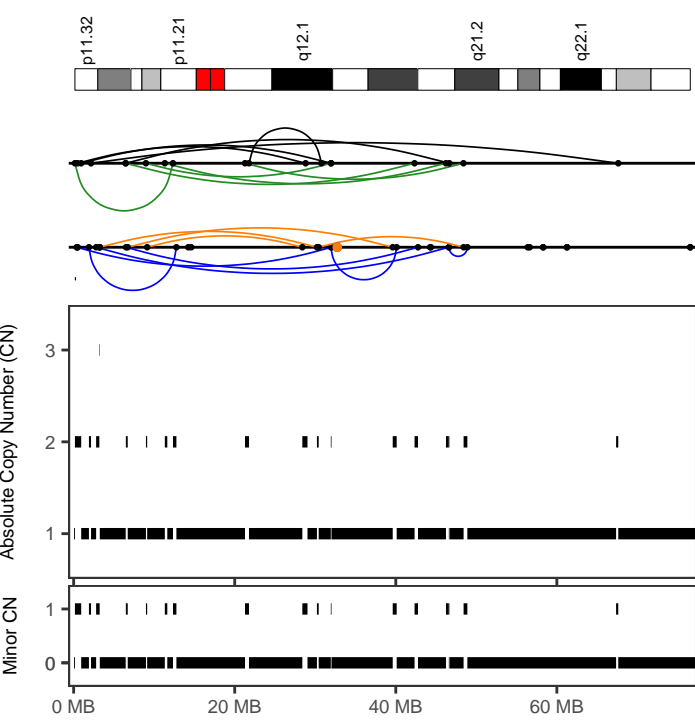 p11.32
p11.21
q12.1
q21.2
q22.1
Absolute Copy Number (CN)
3
2
1
Minor CN
1
0
0 MB
20 MB
40 MB
60 MB